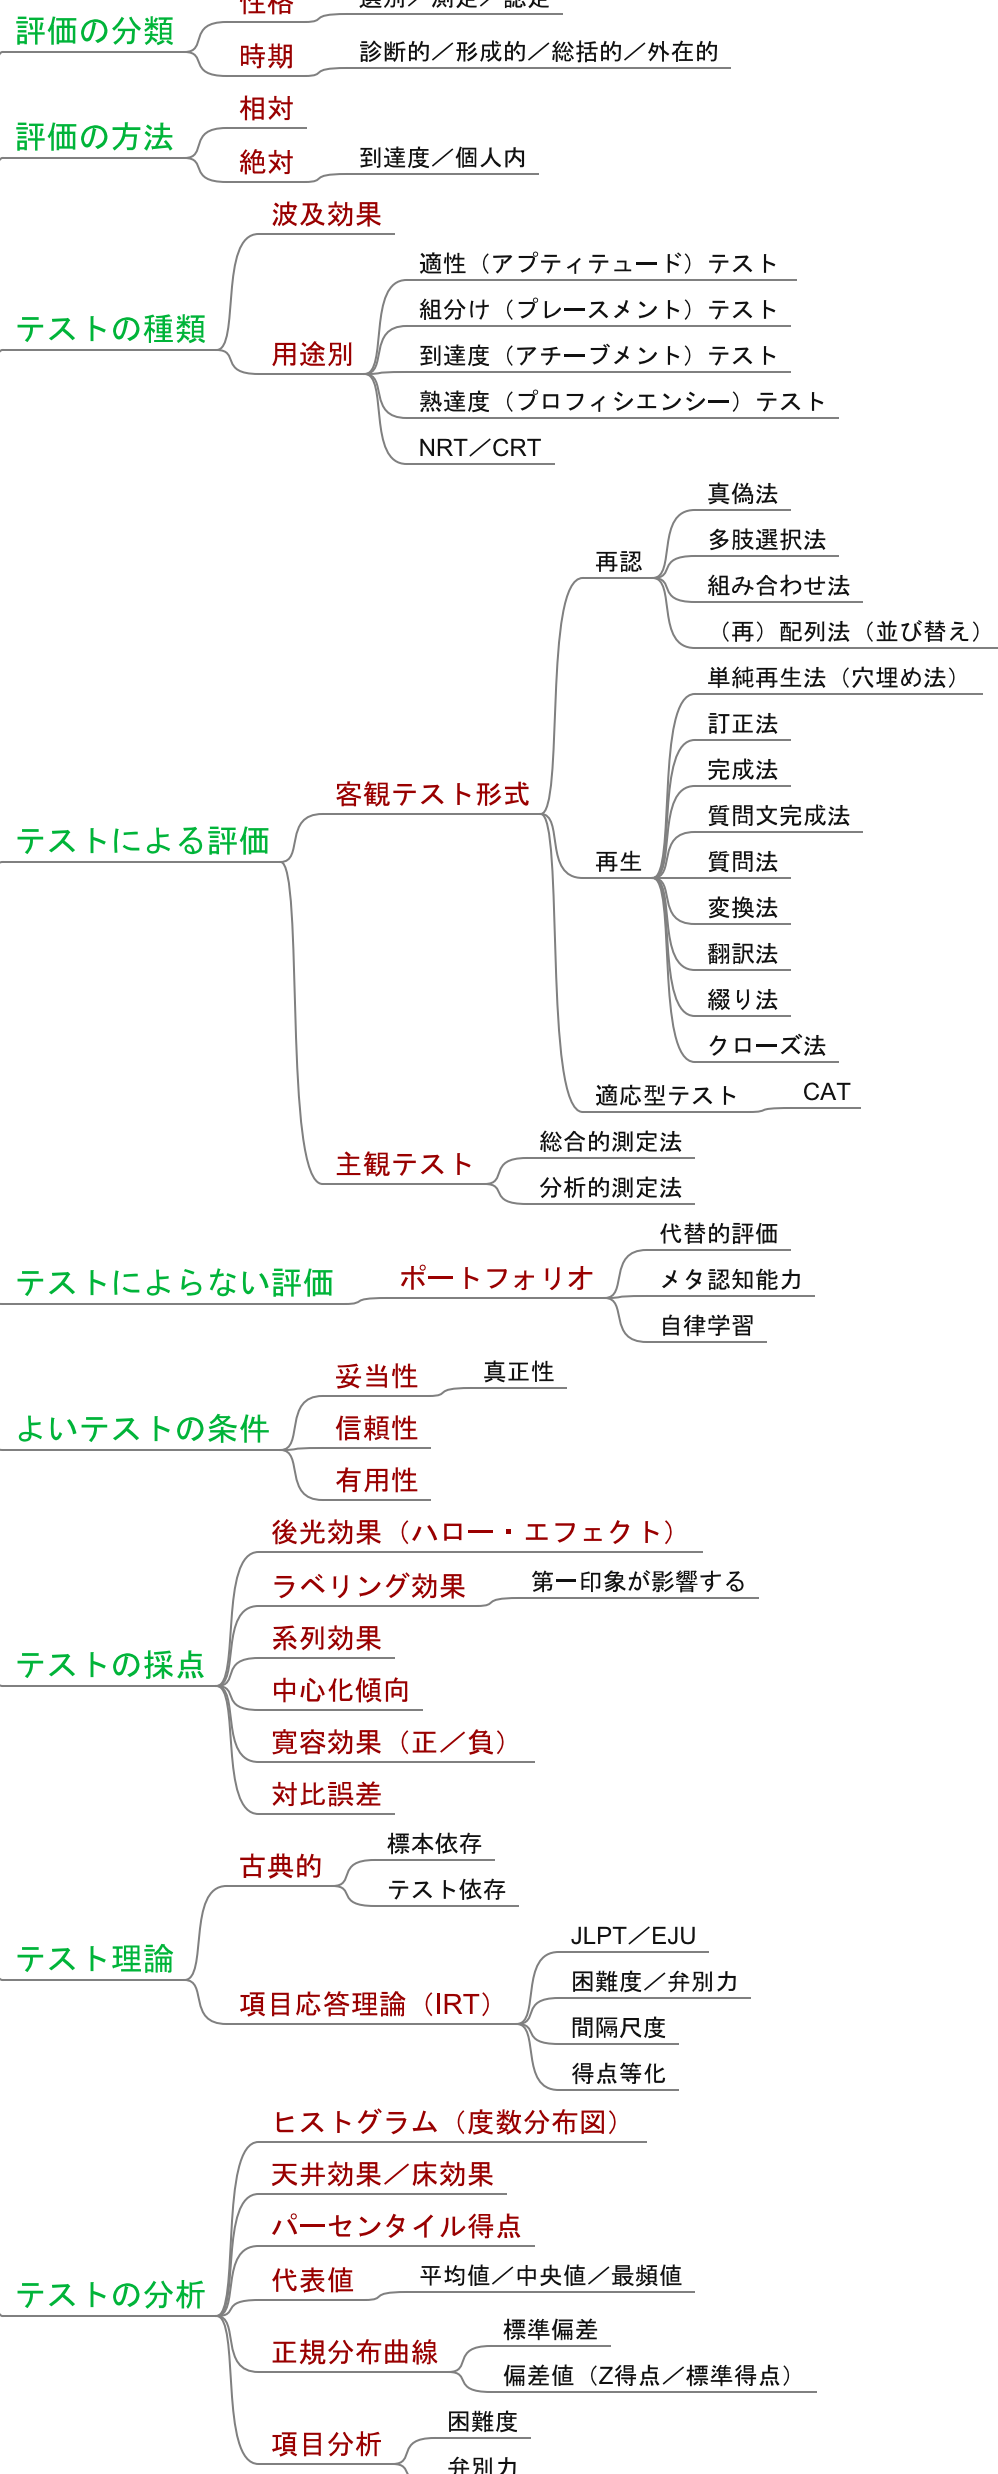 性格
選別／測定／認定
評価の分類
時期
診断的／形成的／総括的／外在的
相対
評価の方法
絶対
到達度／個人内
波及効果
テストの種類
用途別
適性（アプティテュード）テスト
組分け（プレースメント）テスト
到達度（アチーブメント）テスト
熟達度（プロフィシエンシー）テスト
NRT／CRT
テストによる評価
客観テスト形式
再認
真偽法
多肢選択法
組み合わせ法
（再）配列法（並び替え）
再生
単純再生法（穴埋め法）
訂正法
完成法
質問文完成法
質問法
変換法
翻訳法
綴り法
クローズ法
適応型テスト
CAT
主観テスト
総合的測定法
分析的測定法
テストによらない評価
ポートフォリオ
代替的評価
メタ認知能力
自律学習
よいテストの条件
妥当性
真正性
信頼性
有用性
テストの採点
後光効果（ハロー・エフェクト）
ラベリング効果
第一印象が影響する
系列効果
中心化傾向
寛容効果（正／負）
対比誤差
テスト理論
古典的
標本依存
テスト依存
項目応答理論（IRT）
JLPT／EJU
困難度／弁別力
間隔尺度
得点等化
テストの分析
ヒストグラム（度数分布図）
天井効果／床効果
パーセンタイル得点
代表値
平均値／中央値／最頻値
正規分布曲線
標準偏差
偏差値（Z得点／標準得点）
項目分析
困難度
弁別力